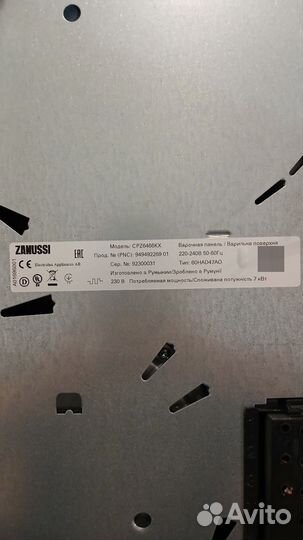 ZANUSSI
Electrolux Appliances AB
EAC
Модель: CPZ6466KX
Прод. № (PNC): 949492269-01
Сер. №: 92300031
Изготовлено в Румынии/Зроблено в Румунії
230 В Потребляемая мощность/Споживана потужність 7 кВт
Варочная панель / Варильна поверхня
220-240В 50-60Гц
Тип: 60HAD47AO
Avito